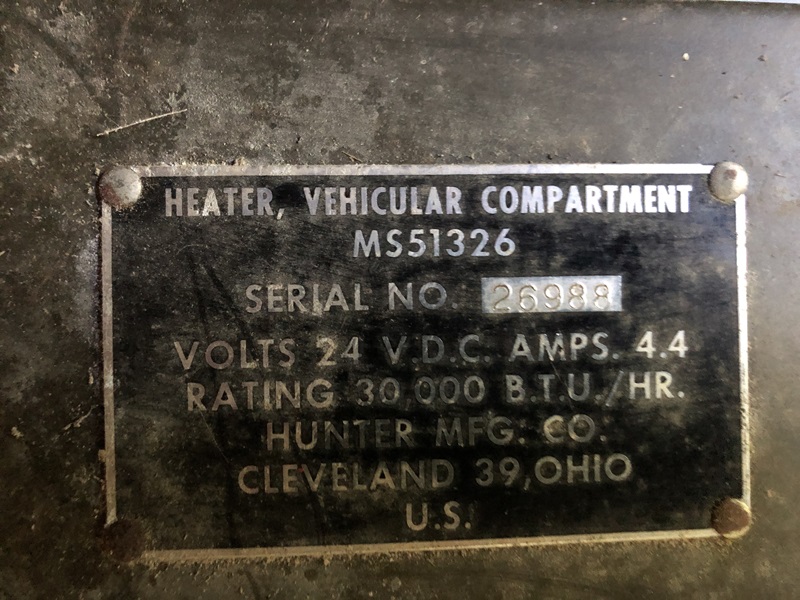 HEATER, VEHICULAR COMPARTMENT
MS51326
SERIAL NO. 26988
VOLTS 24 V.D.C. AMPS. 4.4
RATING 30,000 B.T.U./HR.
HUNTER MFG. CO.
CLEVELAND 39, OHIO
U.S.